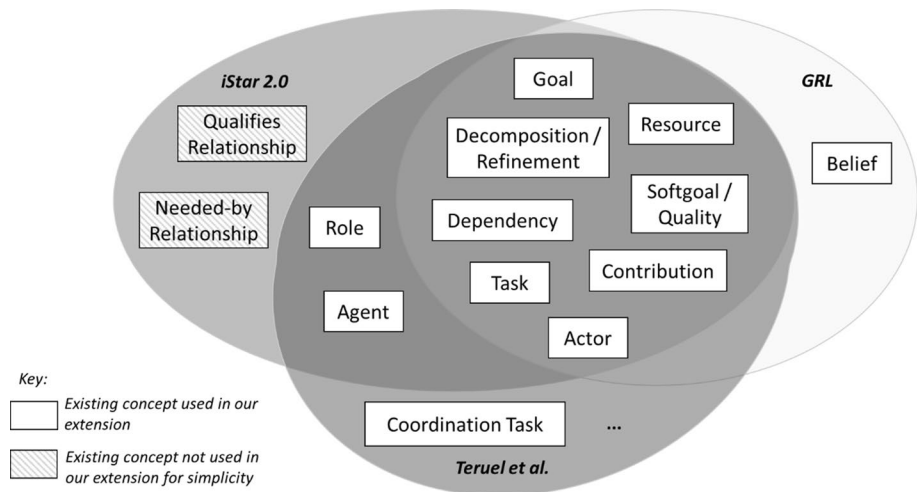 iStar 2.0
GRL
Goal
Qualifies
Relationship
Decomposition /
Refinement
Resource
Belief
Needed-by
Relationship
Role
Dependency
Softgoal /
Quality
Agent
Task
Contribution
Actor
Key:
Existing concept used in our
extension
Existing concept not used in
our extension for simplicity
Coordination Task
...
Teruel et al.